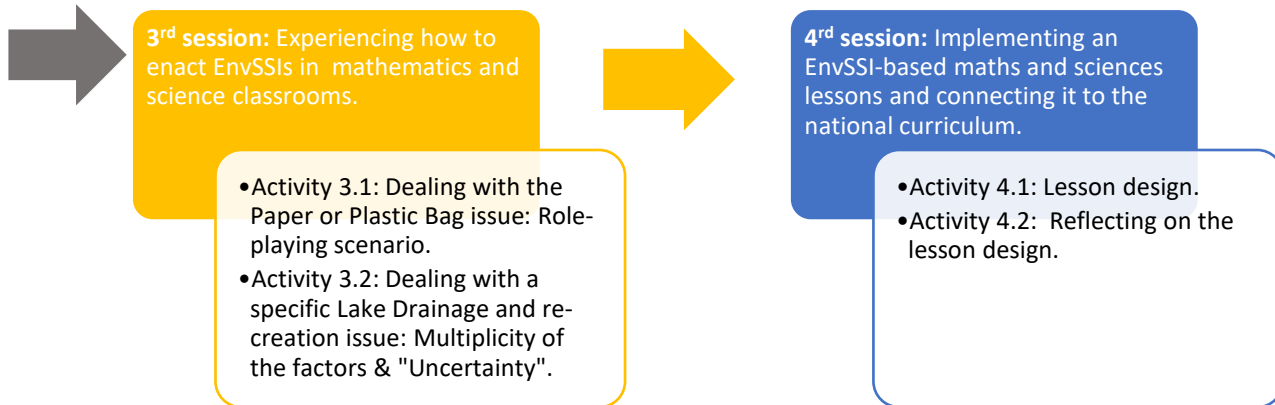 3rd session: Experiencing how to
enact EnvSSIs in  mathematics and
science classrooms.
•Activity 3.1: Dealing with the
Paper or Plastic Bag issue: Role-
playing scenario.
•Activity 3.2: Dealing with a
specific Lake Drainage and re-
creation issue: Multiplicity of
the factors & "Uncertainty".
4rd session: Implementing an
EnvSSI-based maths and sciences
lessons and connecting it to the
national curriculum.
•Activity 4.1: Lesson design.
•Activity 4.2:  Reflecting on the
lesson design.